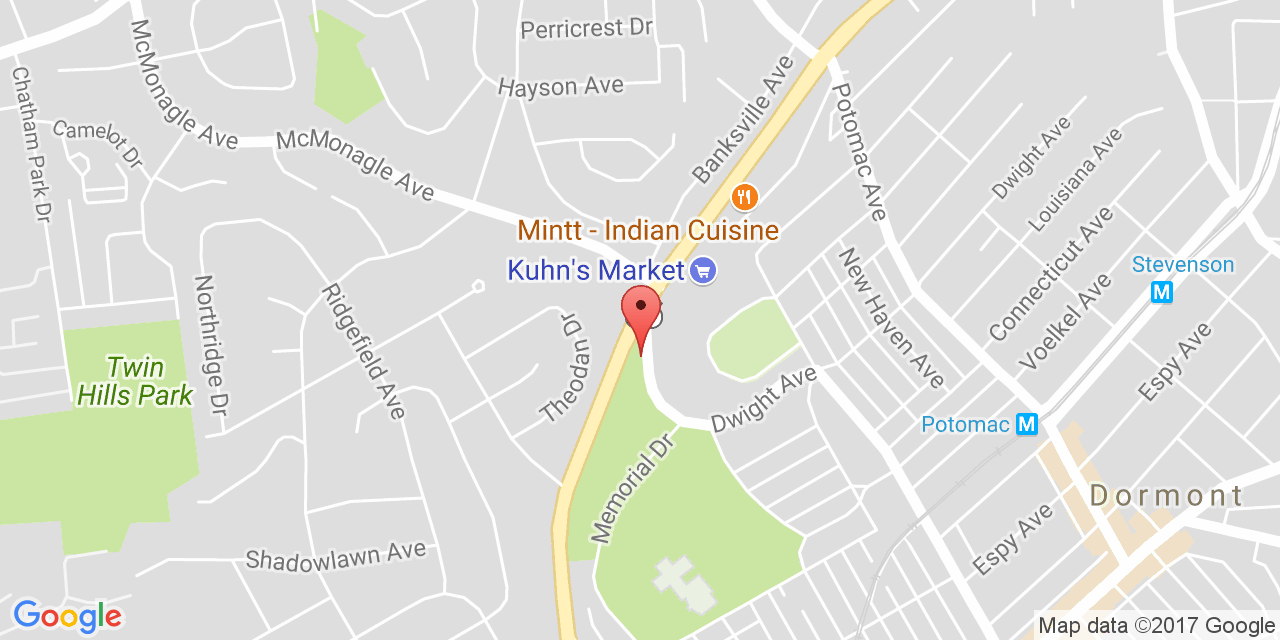 Perricrest Dr
Hayson Ave
McMonagle Ave
Chatham Park Dr
Camelot Dr
McMonagle Ave
Banksville Ave
Potomac Ave
Dwight Ave
Louisiana Ave
Mintt - Indian Cuisine
Kuhn's Market
Connecticut Ave
Stevenson
M
Northridge Dr
Ridgefield Ave
Theodan Dr
New Haven Ave
Voelkel Ave
Espy Ave
Twin
Hills Park
Dwight Ave
Potomac
M
Memorial Dr
Dormont
Espy Ave
Shadowlawn Ave
Google
Map data ©2017 Google